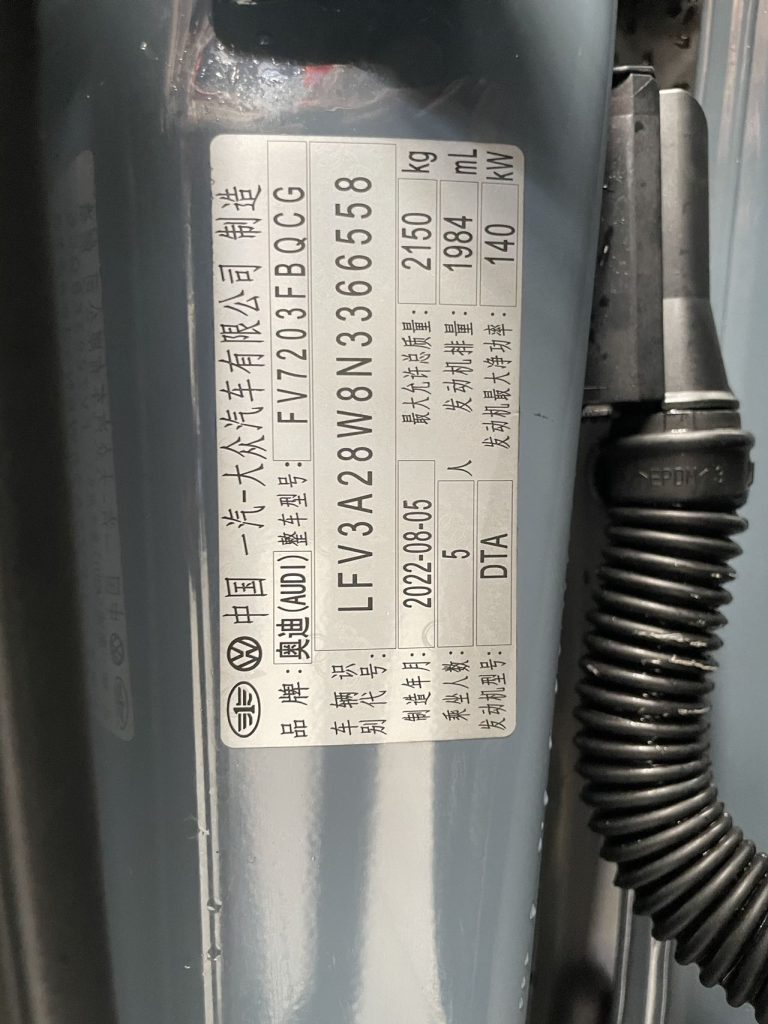 中国 一汽-大众汽车有限公司 制造
品牌:奥迪(AUDI) 整车型号: FV7203FBQCG
车辆识别代号: LFV3A28W8N3366558
制造年月: 2022-08-05 最大允许总质量: 2150 kg
乘坐人数: 5 人 发动机排量: 1984 mL
发动机型号: DTA 发动机最大净功率: 140 kW
>EPDM<